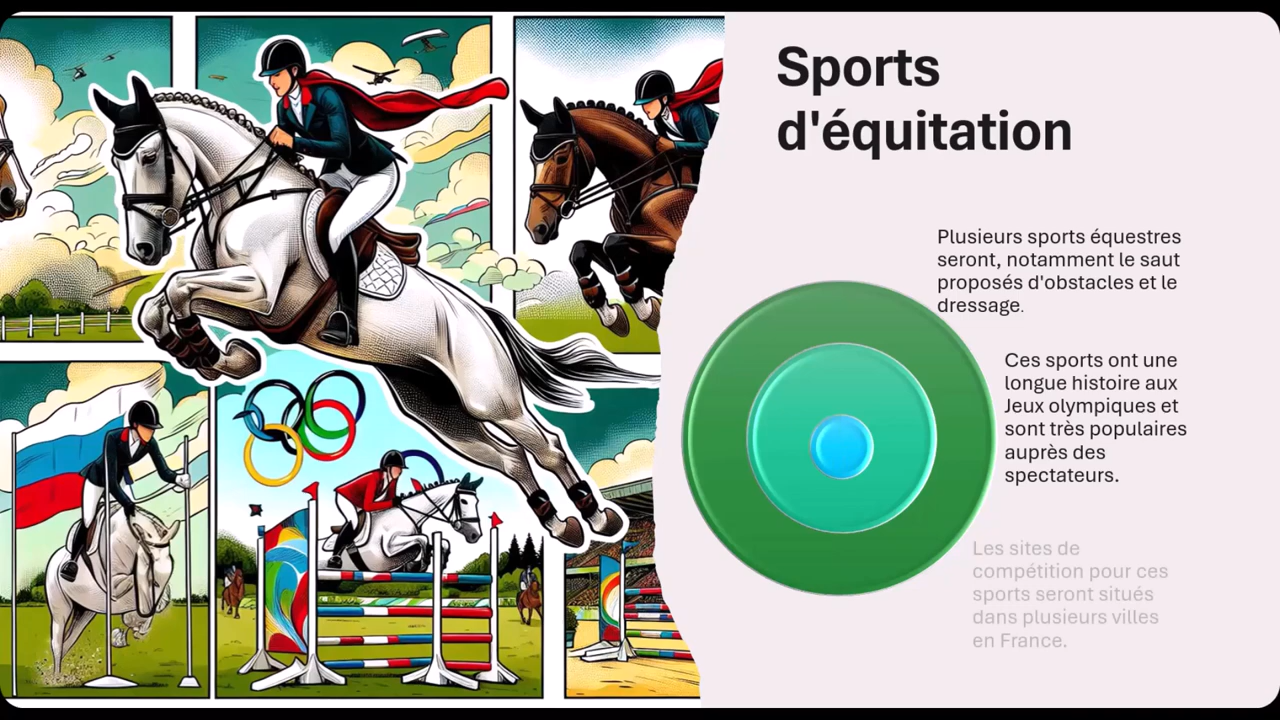 Sports
d'équitation
Plusieurs sports équestres
seront, notamment le saut
proposés d'obstacles et le
dressage.
Ces sports ont une
longue histoire aux
Jeux olympiques et
sont très populaires
auprès des
spectateurs.
Les sites de
compétition pour ces
sports seront situés
dans plusieurs villes
en France.